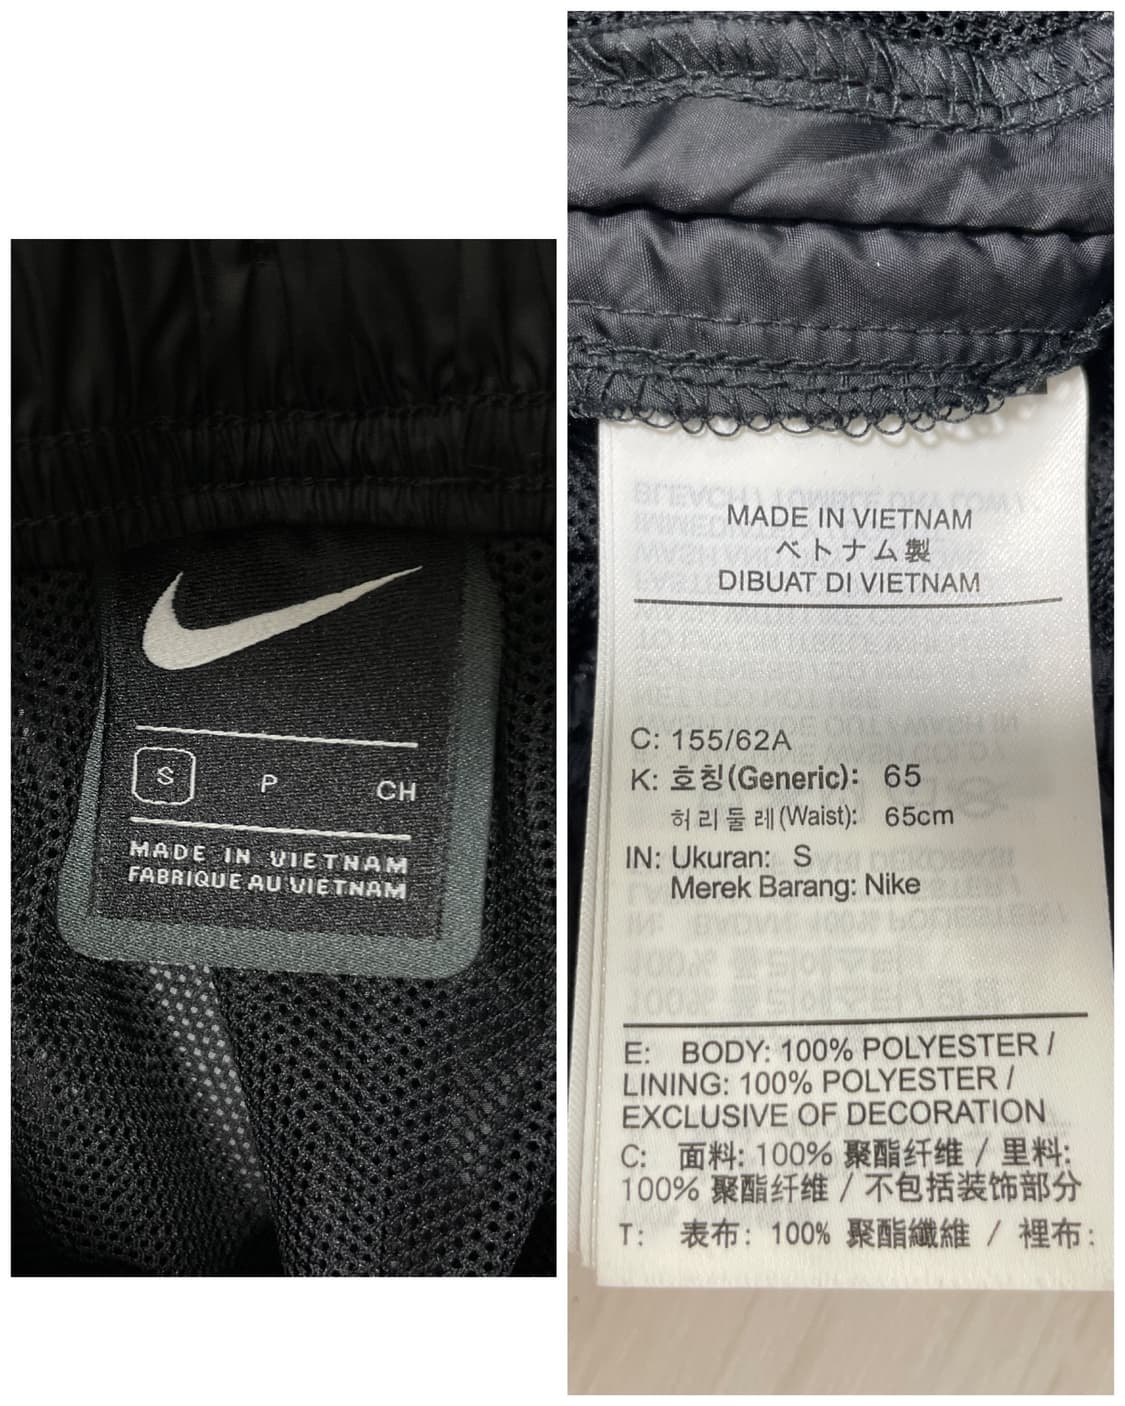 S P CH
MADE IN VIETNAM
FABRIQUE AU VIETNAM
MADE IN VIETNAM
ベトナム製
DIBUAT DI VIETNAM
C: 155/62A
K: 호칭(Generic): 65
허리둘레(Waist): 65cm
IN: Ukuran: S
Merek Barang: Nike
E: BODY: 100% POLYESTER /
LINING: 100% POLYESTER /
EXCLUSIVE OF DECORATION
C: 面料: 100% 聚酯纤维 / 里料:
100% 聚酯纤维 / 不包括装饰部分
T: 表布: 100% 聚酯纖維 / 裡布: